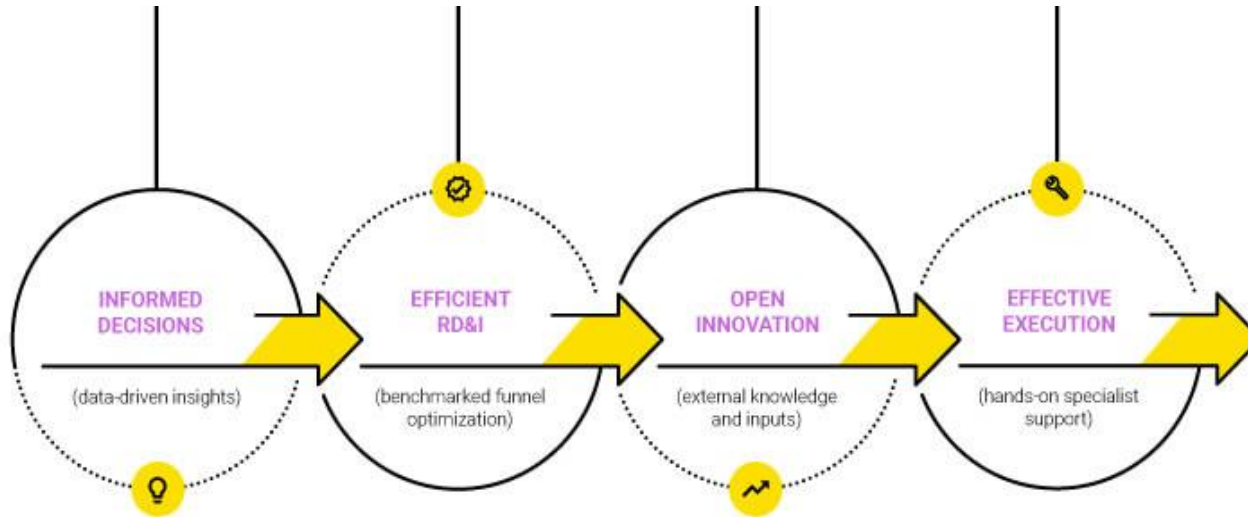 INFORMED
DECISIONS
(data-driven insights)
EFFICIENT
RD&I
(benchmarked funnel
optimization)
OPEN
INNOVATION
(external knowledge
and inputs)
EFFECTIVE
EXECUTION
(hands-on specialist
support)